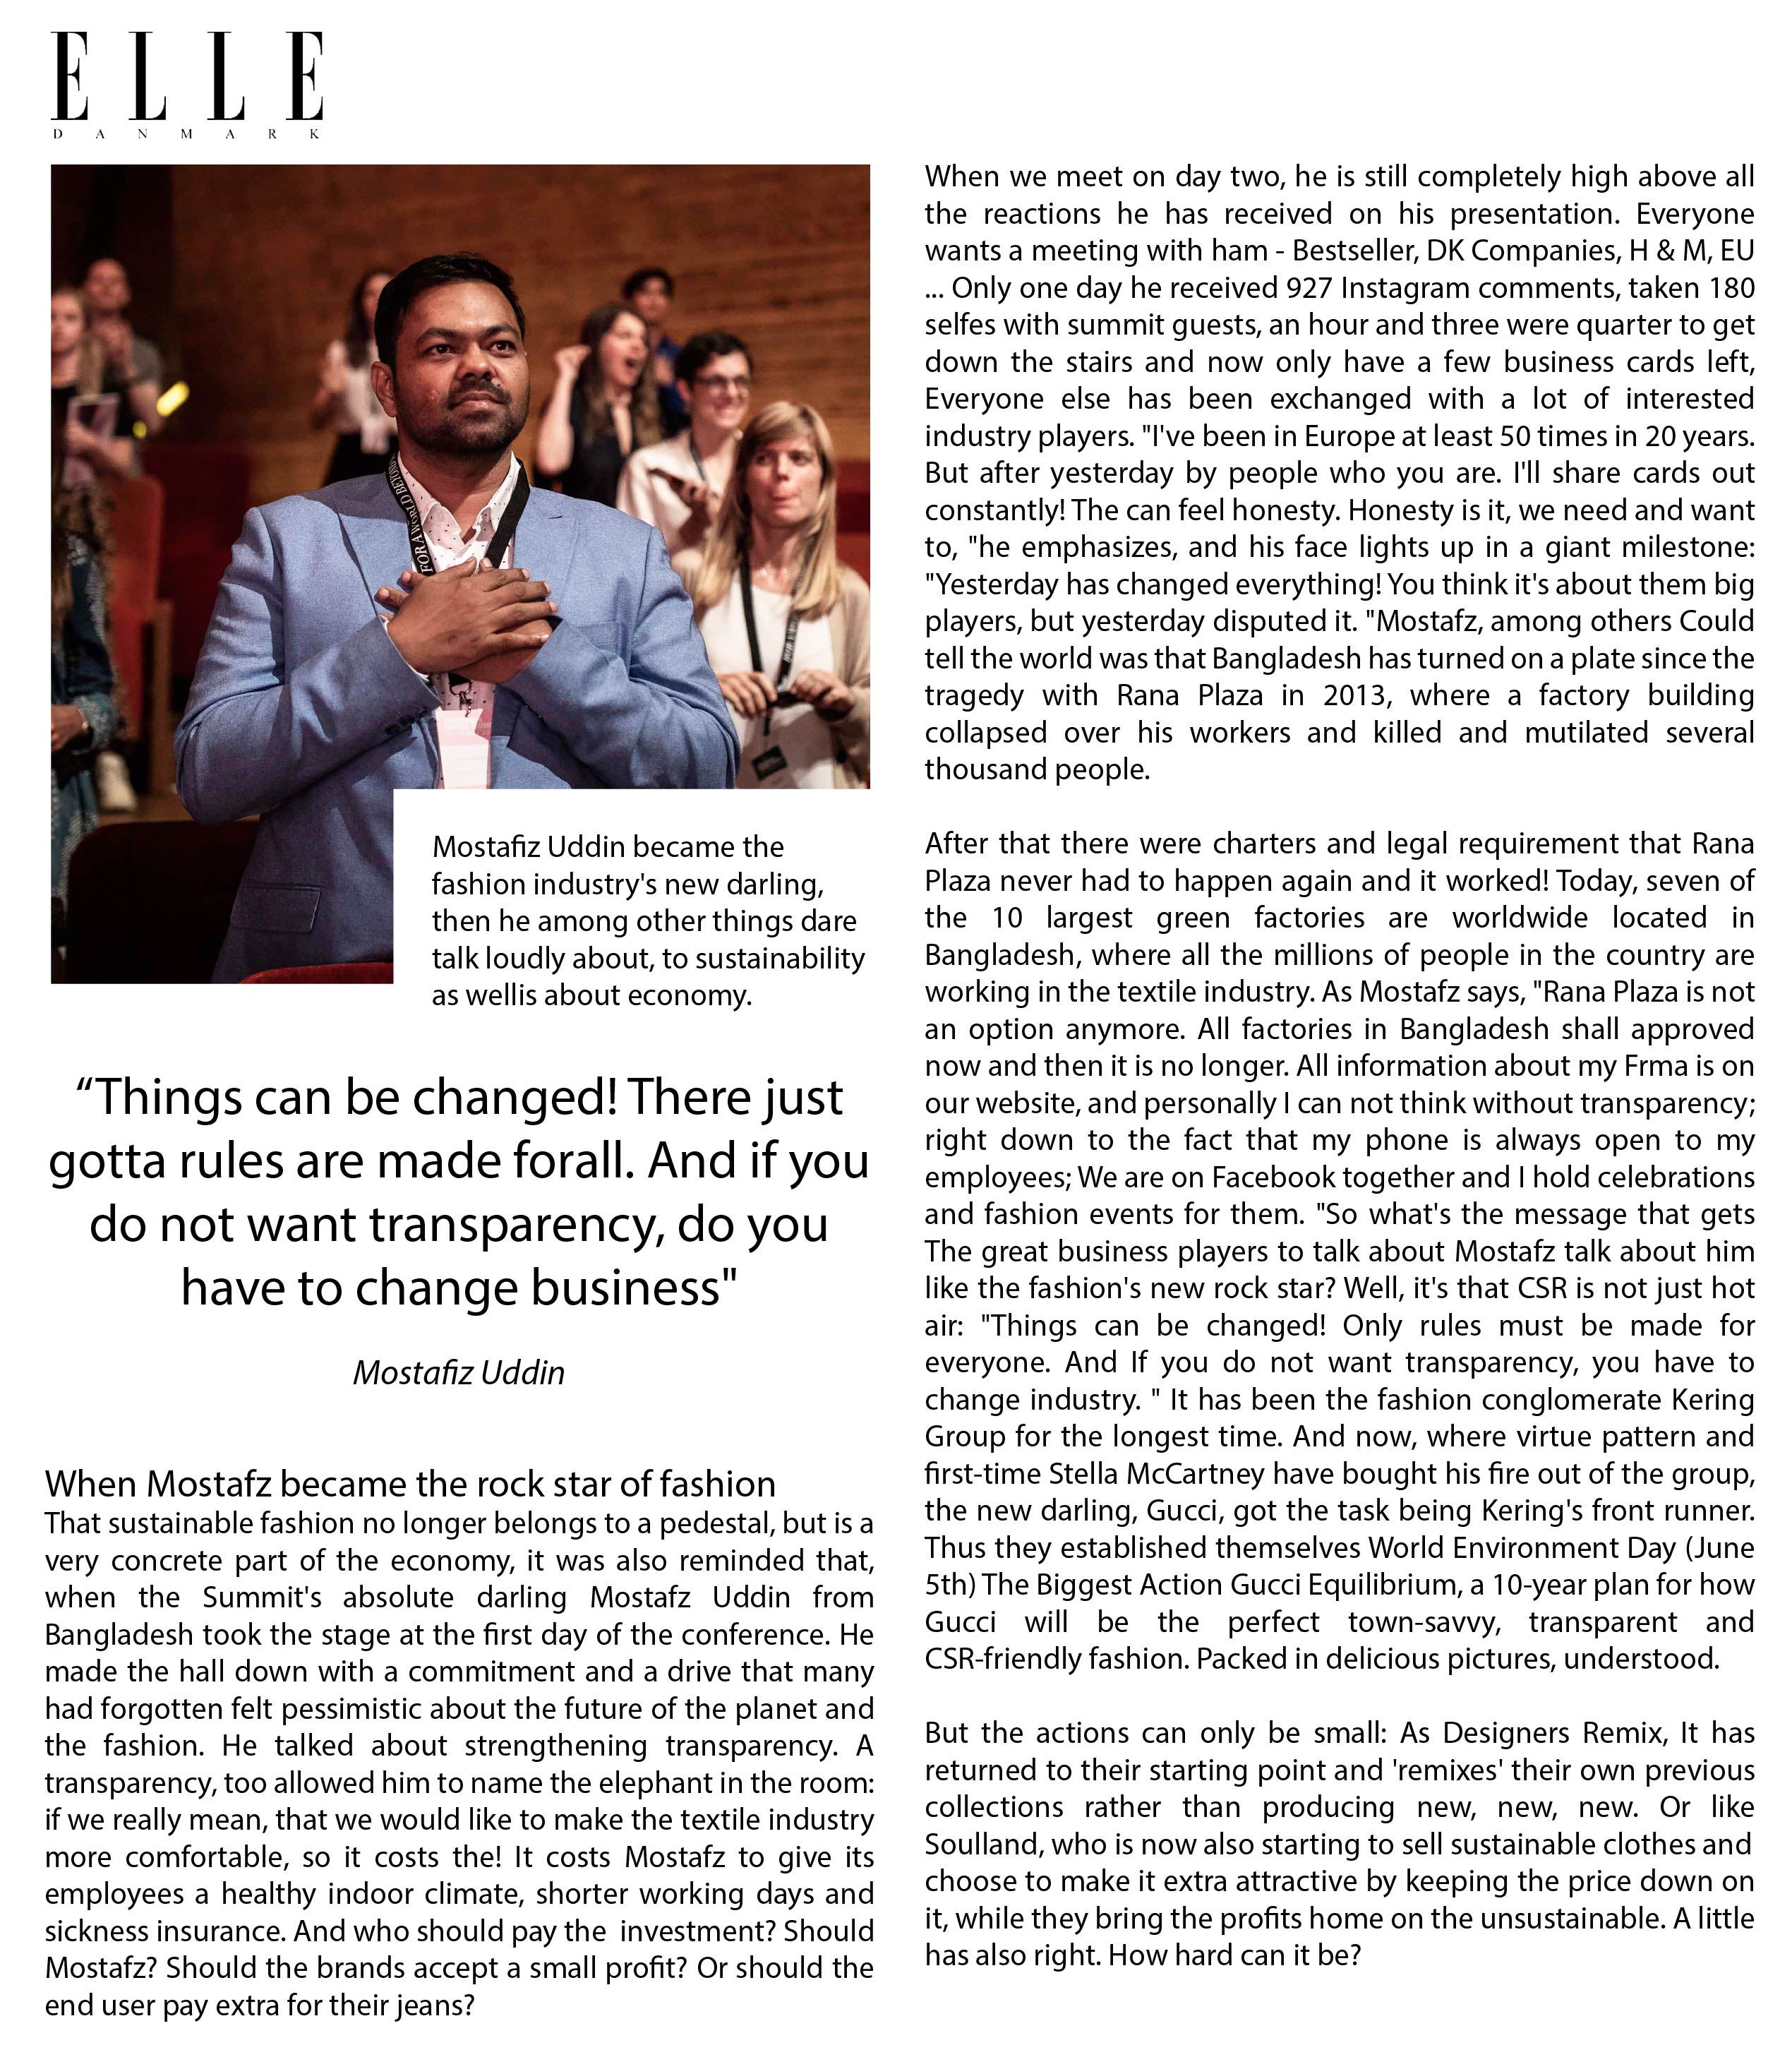 ELLE
DANMARK
FOR A WORLD BEYOND
Mostafiz Uddin became the
fashion industry's new darling,
then he among other things dare
talk loudly about, to sustainability
as wellis about economy.
“Things can be changed! There just
gotta rules are made forall. And if you
do not want transparency, do you
have to change business"
Mostafiz Uddin
When Mostafz became the rock star of fashion
That sustainable fashion no longer belongs to a pedestal, but is a
very concrete part of the economy, it was also reminded that,
when the Summit's absolute darling Mostafz Uddin from
Bangladesh took the stage at the first day of the conference. He
made the hall down with a commitment and a drive that many
had forgotten felt pessimistic about the future of the planet and
the fashion. He talked about strengthening transparency. A
transparency, too allowed him to name the elephant in the room:
if we really mean, that we would like to make the textile industry
more comfortable, so it costs the! It costs Mostafz to give its
employees a healthy indoor climate, shorter working days and
sickness insurance. And who should pay the investment? Should
Mostafz? Should the brands accept a small profit? Or should the
end user pay extra for their jeans?
When we meet on day two, he is still completely high above all
the reactions he has received on his presentation. Everyone
wants a meeting with ham - Bestseller, DK Companies, H & M, EU
... Only one day he received 927 Instagram comments, taken 180
selfes with summit guests, an hour and three were quarter to get
down the stairs and now only have a few business cards left,
Everyone else has been exchanged with a lot of interested
industry players. "I've been in Europe at least 50 times in 20 years.
But after yesterday by people who you are. I'll share cards out
constantly! The can feel honesty. Honesty is it, we need and want
to, "he emphasizes, and his face lights up in a giant milestone:
"Yesterday has changed everything! You think it's about them big
players, but yesterday disputed it. "Mostafz, among others Could
tell the world was that Bangladesh has turned on a plate since the
tragedy with Rana Plaza in 2013, where a factory building
collapsed over his workers and killed and mutilated several
thousand people.
After that there were charters and legal requirement that Rana
Plaza never had to happen again and it worked! Today, seven of
the 10 largest green factories are worldwide located in
Bangladesh, where all the millions of people in the country are
working in the textile industry. As Mostafz says, "Rana Plaza is not
an option anymore. All factories in Bangladesh shall approved
now and then it is no longer. All information about my Frma is on
our website, and personally I can not think without transparency;
right down to the fact that my phone is always open to my
employees; We are on Facebook together and I hold celebrations
and fashion events for them. "So what's the message that gets
The great business players to talk about Mostafz talk about him
like the fashion's new rock star? Well, it's that CSR is not just hot
air: "Things can be changed! Only rules must be made for
everyone. And If you do not want transparency, you have to
change industry. " It has been the fashion conglomerate Kering
Group for the longest time. And now, where virtue pattern and
first-time Stella McCartney have bought his fire out of the group,
the new darling, Gucci, got the task being Kering's front runner.
Thus they established themselves World Environment Day (June
5th) The Biggest Action Gucci Equilibrium, a 10-year plan for how
Gucci will be the perfect town-savvy, transparent and
CSR-friendly fashion. Packed in delicious pictures, understood.
But the actions can only be small: As Designers Remix, It has
returned to their starting point and 'remixes' their own previous
collections rather than producing new, new, new. Or like
Soulland, who is now also starting to sell sustainable clothes and
choose to make it extra attractive by keeping the price down on
it, while they bring the profits home on the unsustainable. A little
has also right. How hard can it be?